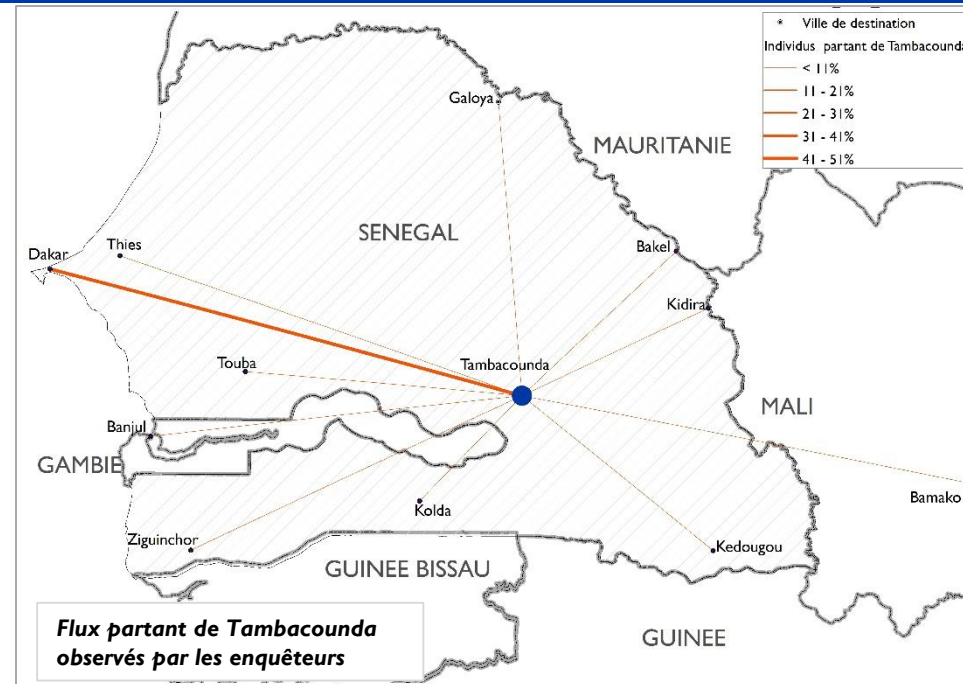 Ville de destination
Individus partant de Tambacounda
< 11%
11 - 21%
21 - 31%
31 - 41%
41 - 51%
Galoya
MAURITANIE
SENEGAL
Dakar
Thies
Bakel
Kidira
Touba
Tambacounda
Banjul
MALI
GAMBIE
Bamako
Kolda
Ziguinchor
Kedougou
GUINEE BISSAU
GUINEE
Flux partant de Tambacounda
observés par les enquêteurs